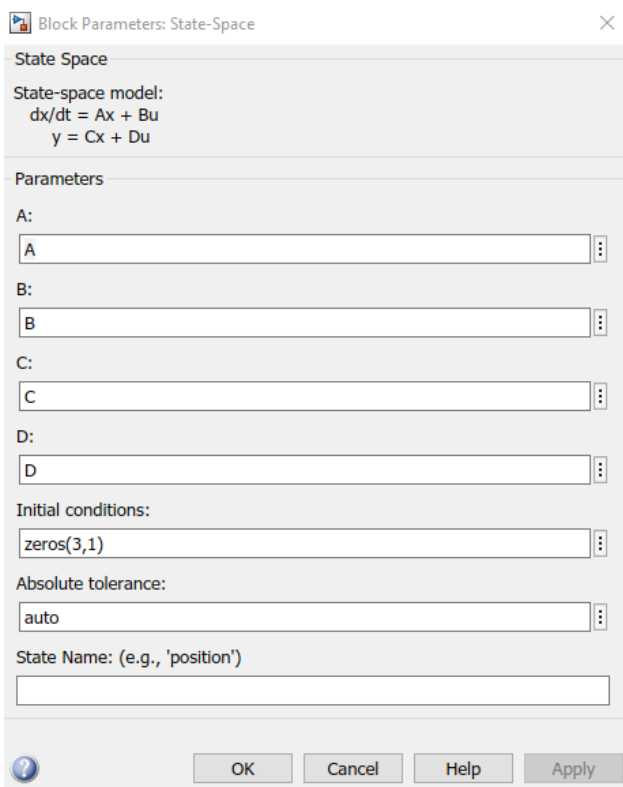 Block Parameters: State-Space
State Space
State-space model:
dx/dt = Ax + Bu
y = Cx + Du
Parameters
A:
A
B:
B
C:
C
D:
D
Initial conditions:
zeros(3,1)
Absolute tolerance:
auto
State Name: (e.g., 'position')
? OK Cancel Help Apply